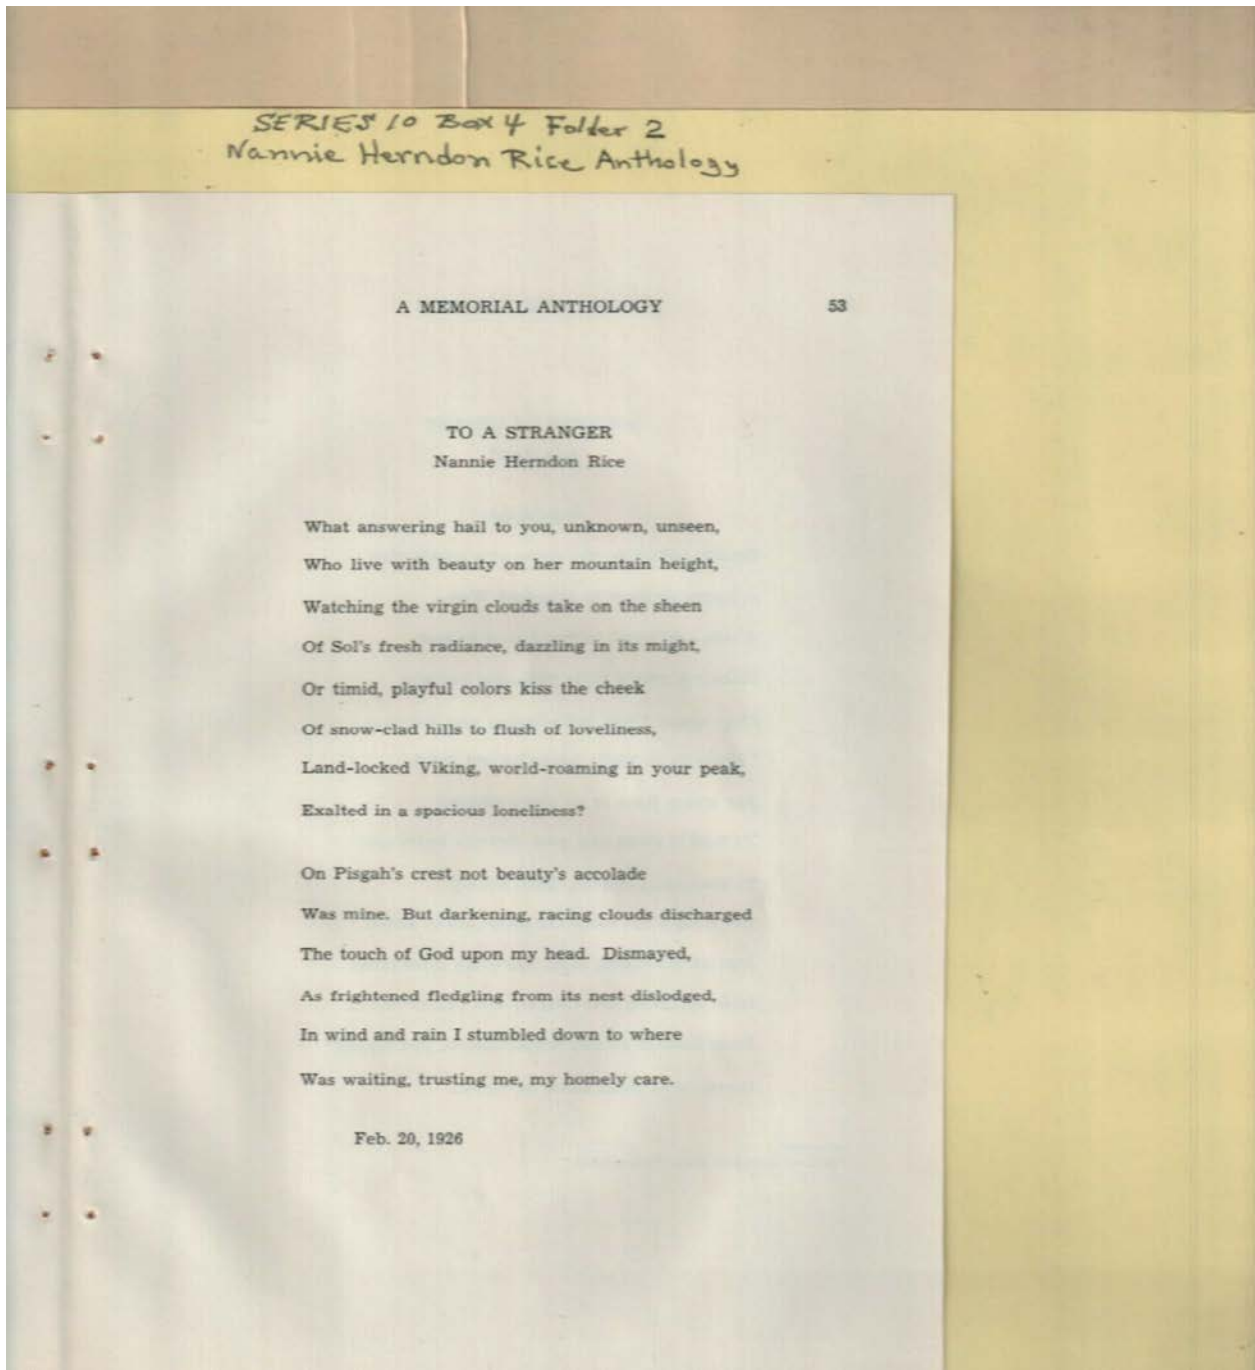 SERIES 10 Box 4 Folder 2
Nannie Herndon Rice Anthology
A MEMORIAL ANTHOLOGY 53
TO A STRANGER
Nannie Herndon Rice
What answering hail to you, unknown, unseen,
Who live with beauty on her mountain height,
Watching the virgin clouds take on the sheen
Of Sol's fresh radiance, dazzling in its might,
Or timid, playful colors kiss the cheek
Of snow-clad hills to flush of loveliness,
Land-locked Viking, world-roaming in your peak,
Exalted in a spacious loneliness?
On Pisgah's crest not beauty's accolade
Was mine. But darkening, racing clouds discharged
The touch of God upon my head. Dismayed,
As frightened fledgling from its nest dislodged,
In wind and rain I stumbled down to where
Was waiting, trusting me, my homely care.
Feb. 20, 1926